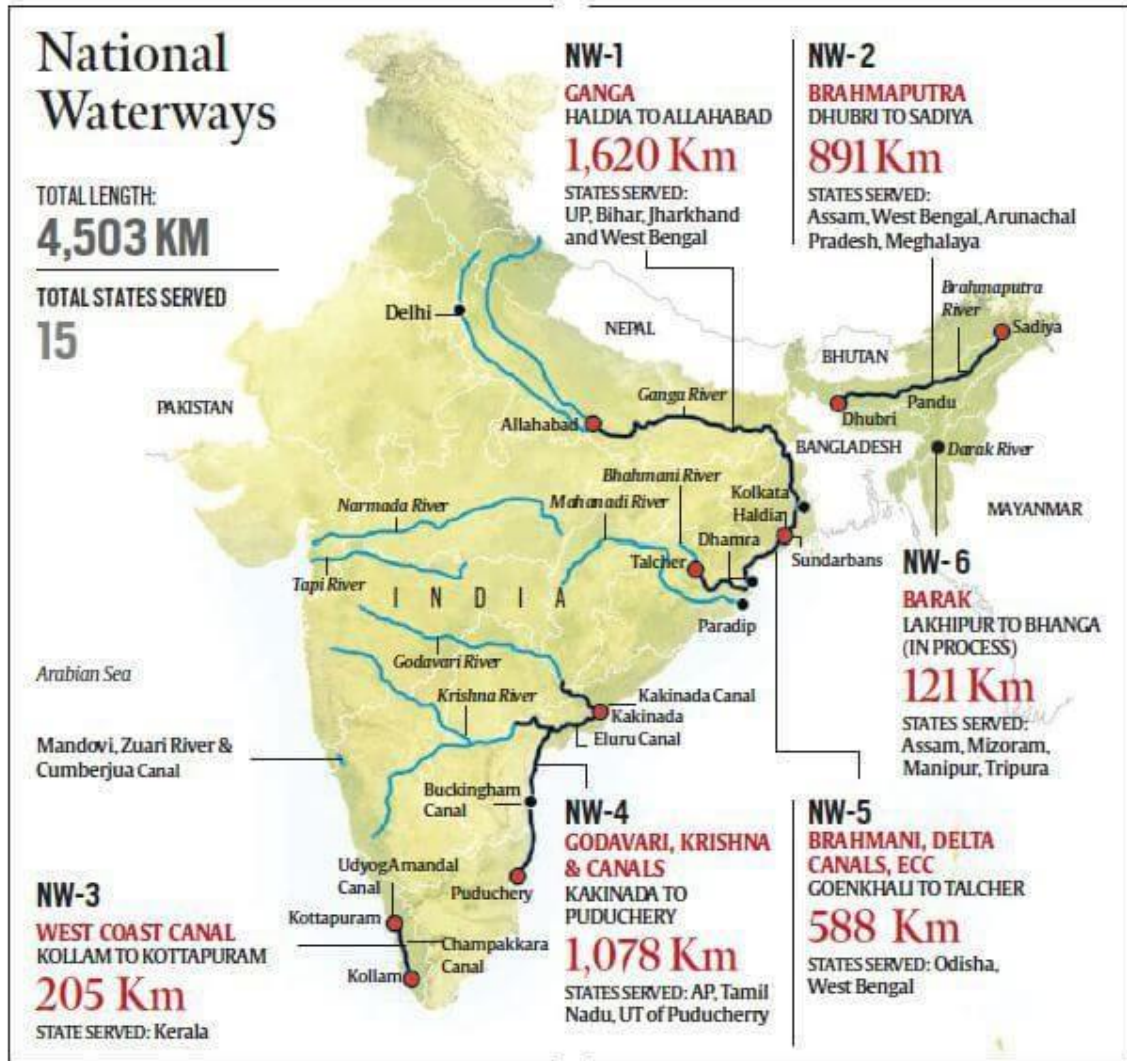 National
Waterways
TOTAL LENGTH:
4,503 KM
TOTAL STATES SERVED
15
NW-1
GANGA
HALDIA TO ALLAHABAD
1,620 Km
STATES SERVED:
UP, Bihar, Jharkhand
and West Bengal
NW-2
BRAHMAPUTRA
DHUBRI TO SADIYA
891 Km
STATES SERVED:
Assam, West Bengal, Arunachal
Pradesh, Meghalaya
Brahmaputra
River
Sadiya
Delhi
NEPAL
BHUTAN
PAKISTAN
Ganga River
Pandu
Dhubri
Allahabad
BANGLADESH
Darak River
Bhahmani River
Narmada River
Mahanadi River
Kolkata
Haldia
MAYANMAR
Dhamra
Talcher
Sundarbans
Tapi River
INDIA
Paradip
NW-6
BARAK
LAKHIPUR TO BHANGA
(IN PROCESS)
121 Km
STATES SERVED:
Assam, Mizoram,
Manipur, Tripura
Arabian Sea
Godavari River
Krishna River
Kakinada Canal
Kakinada
Eluru Canal
Mandovi, Zuari River &
Cumberjua Canal
Buckingham
Canal
NW-4
GODAVARI, KRISHNA
& CANALS
KAKINADA TO
PUDUCHERY
1,078 Km
STATES SERVED: AP, Tamil
Nadu, UT of Puducherry
NW-5
BRAHMANI, DELTA
CANALS, ECC
GOENKHALI TO TALCHER
588 Km
STATES SERVED: Odisha,
West Bengal
UdyogAmandal
Canal
Puduchery
Kottapuram
Champakkara
Canal
Kollam
NW-3
WEST COAST CANAL
KOLLAM TO KOTTAPURAM
205 Km
STATE SERVED: Kerala